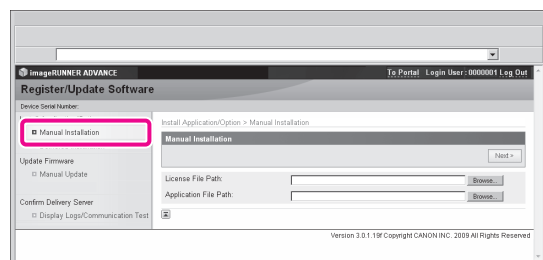 imageRUNNER ADVANCE
To Portal Login User : 0000001 Log Out
Register/Update Software
Device Serial Number:
Manual Installation
Update Firmware
Manual Update
Confirm Delivery Server
Display Logs/Communication Test
Install Application/Option > Manual Installation
Manual Installation
Next >
License File Path:
Browse...
Application File Path:
Browse...
Version 3.0.1.19f Copyright CANON INC. 2009 All Rights Reserved